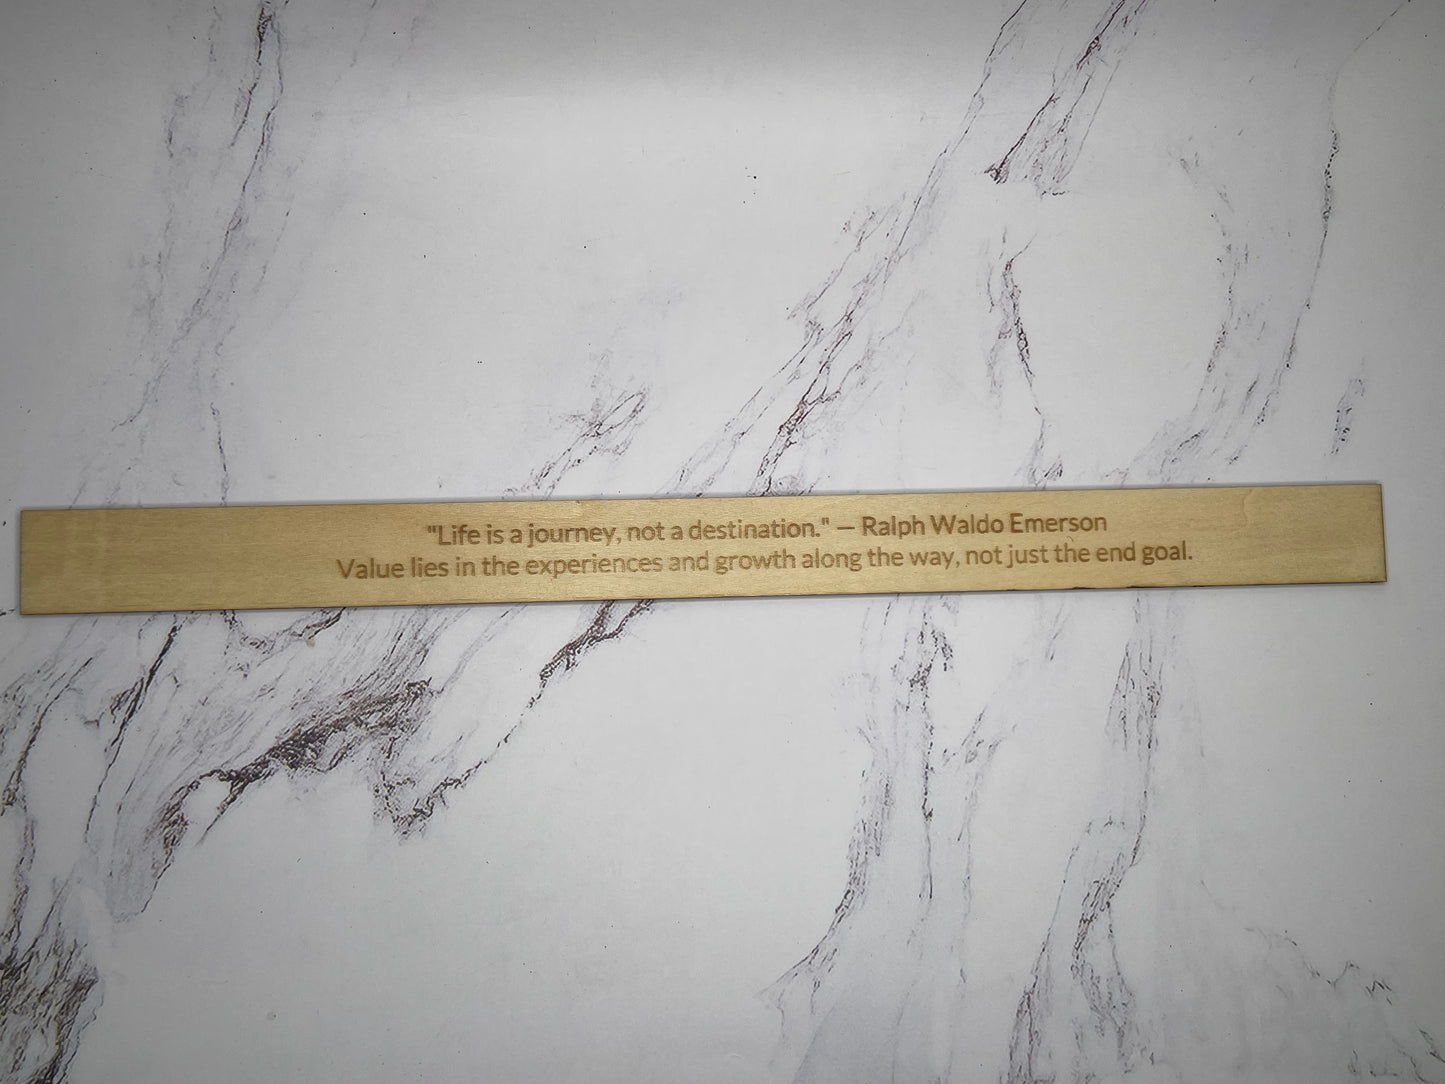 "Life is a journey, not a destination." — Ralph Waldo Emerson
Value lies in the experiences and growth along the way, not just the end goal.